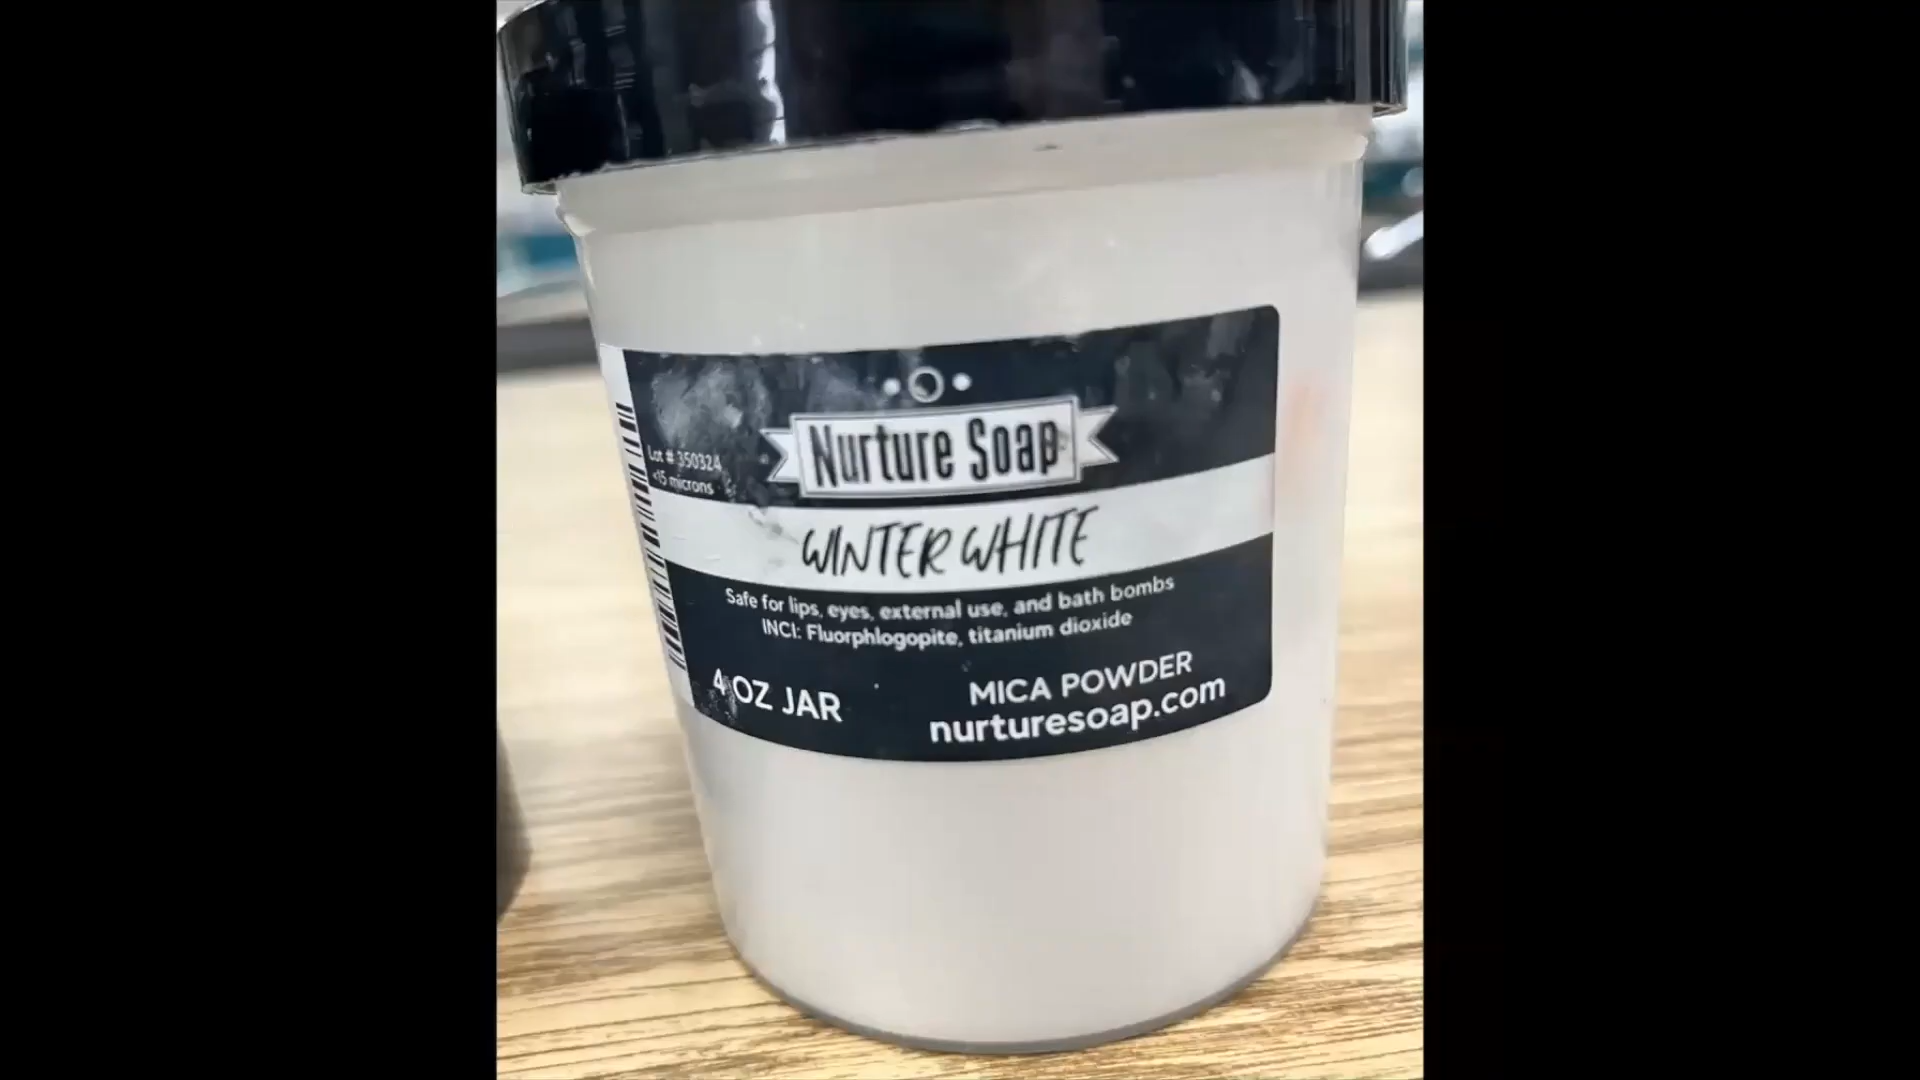 Nurture Soap
Lot # 350324
<15 microns
WINTER WHITE
Safe for lips, eyes, external use, and bath bombs
INCI: Fluorphlogopite, titanium dioxide
4 OZ JAR
MICA POWDER
nurturesoap.com